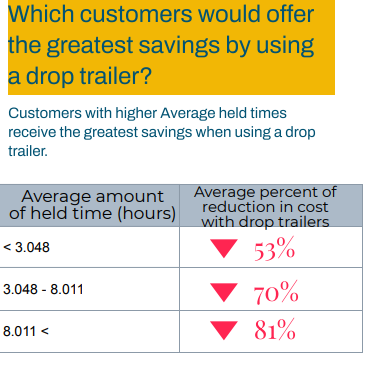 Which customers would offer
the greatest savings by using
a drop trailer?
Customers with higher Average held times
receive the greatest savings when using a drop
trailer.
Average amount
of held time (hours)
Average percent of
reduction in cost
with drop trailers
< 3.048
53%
3.048 - 8.011
70%
8.011 <
81%